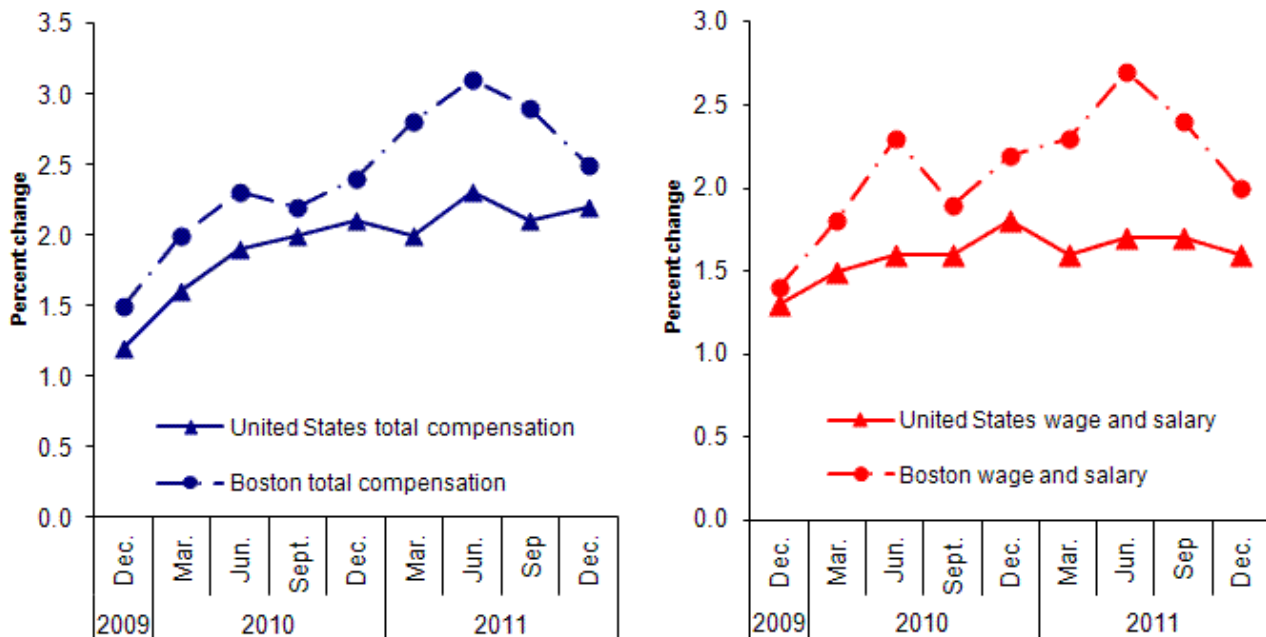 3.5
3.0
2.5
2.0
1.5
1.0
0.5
0.0
Percent change
United States total compensation
Boston total compensation
Dec. Mar. Jun. Sept. Dec. Mar. Jun. Sep Dec.
2009 2010 2011
3.0
2.5
2.0
1.5
1.0
0.5
0.0
Percent change
United States wage and salary
Boston wage and salary
Dec. Mar. Jun. Sept. Dec. Mar. Jun. Sep Dec.
2009 2010 2011